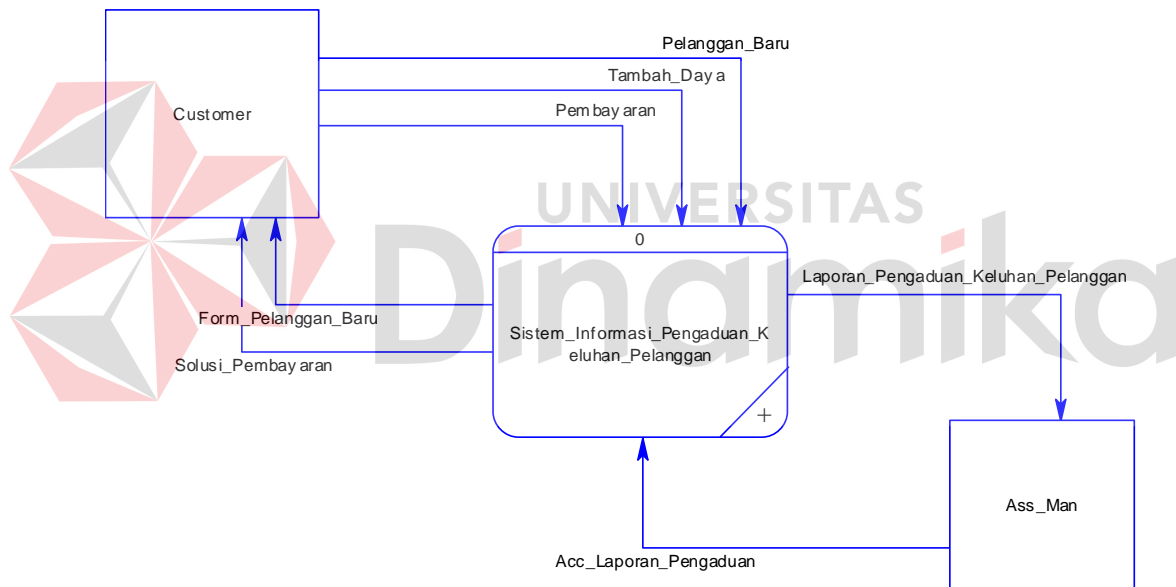 Pelanggan_Baru
Tambah_Daya
Pembayaran
Customer
UNIVERSITAS
Dinamika
0
Laporan_Pengaduan_Keluhan_Pelanggan
Form_Pelanggan_Baru
Sistem_Informasi_Pengaduan_K
eluhan_Pelanggan
Solusi_Pembayaran
+
Ass_Man
Acc_Laporan_Pengaduan